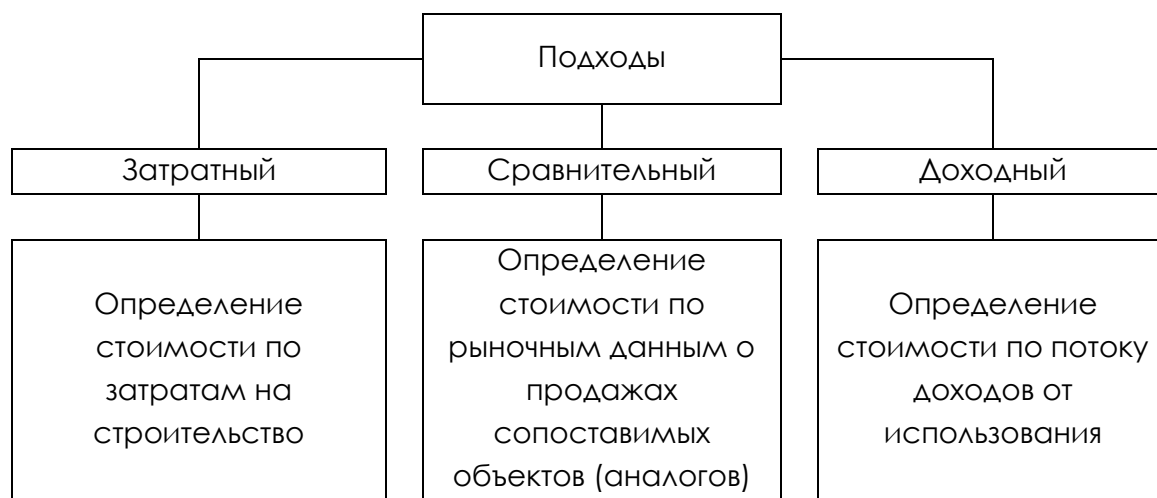 Подходы
Затратный
Сравнительный
Доходный
Определение
стоимости по
затратам на
строительство
Определение
стоимости по
рыночным данным о
продажах
сопоставимых
объектов (аналогов)
Определение
стоимости по потоку
доходов от
использования